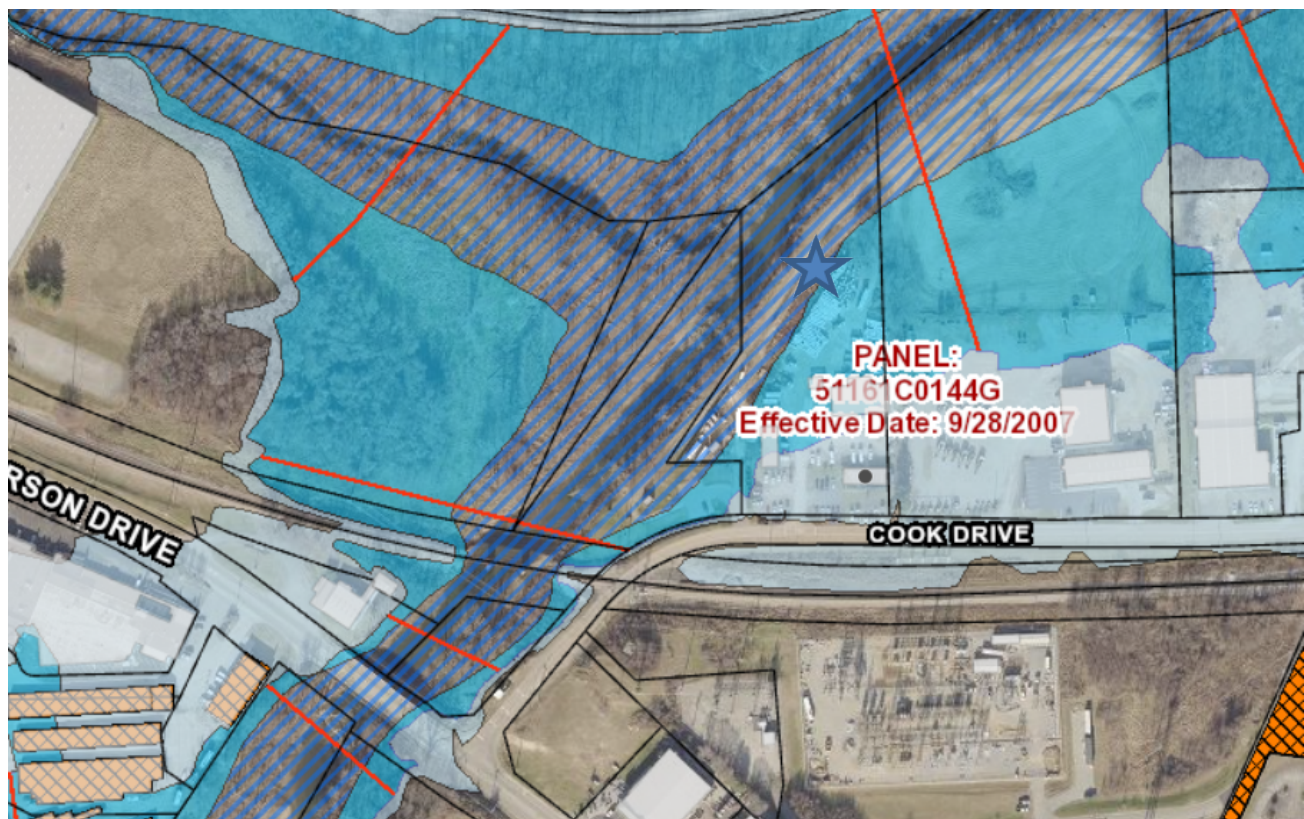 PANEL:
51161C0144G
Effective Date: 9/28/2007
RSON DRIVE
COOK DRIVE